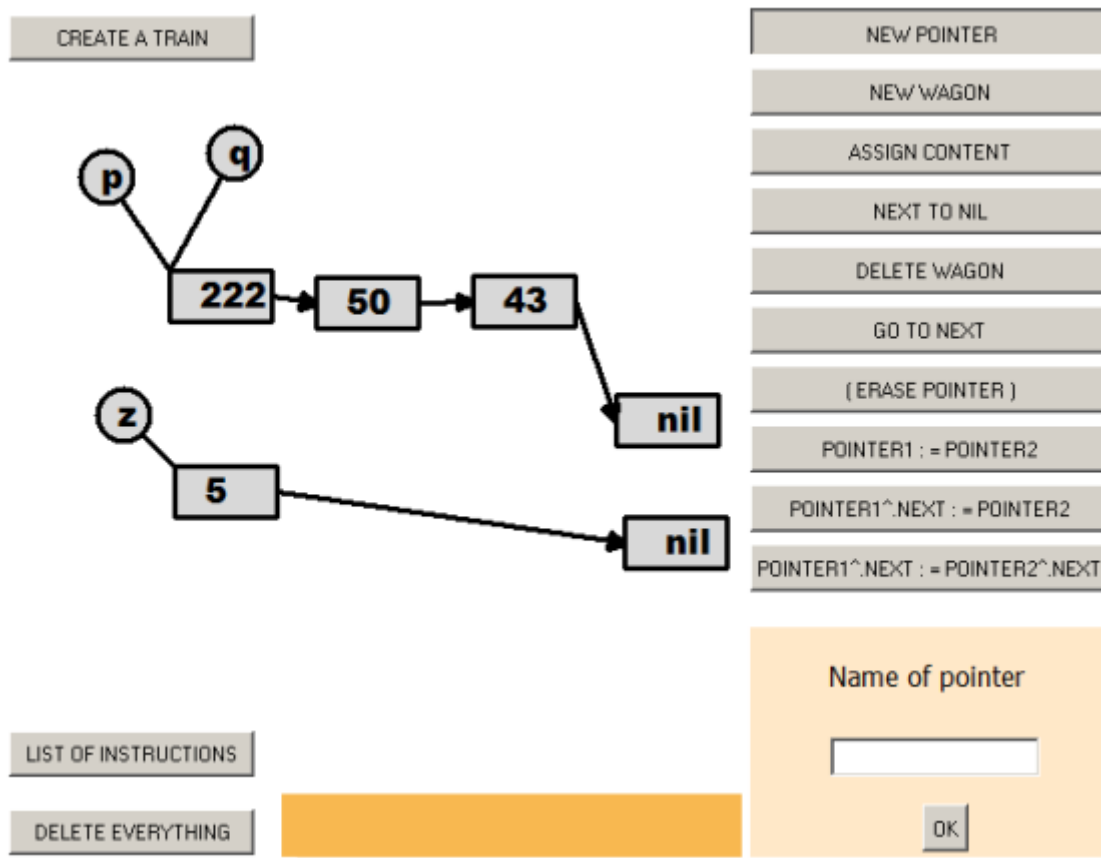 CREATE A TRAIN
NEW POINTER
NEW WAGON
ASSIGN CONTENT
NEXT TO NIL
DELETE WAGON
GO TO NEXT
( ERASE POINTER )
POINTER1 : = POINTER2
POINTER1^.NEXT : = POINTER2
POINTER1^.NEXT : = POINTER2^.NEXT
p
q
222
50
43
nil
z
5
nil
Name of pointer
OK
LIST OF INSTRUCTIONS
DELETE EVERYTHING